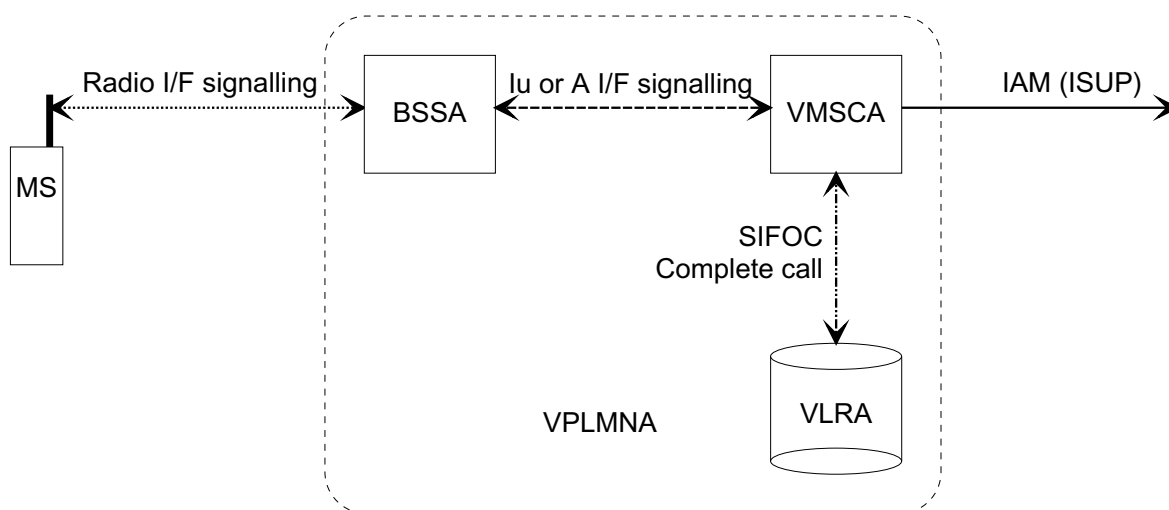 Radio I/F signalling
Iu or A I/F signalling
IAM (ISUP)
BSSA
VMSCA
MS
SIFOC
Complete call
VPLMNA
VLRA